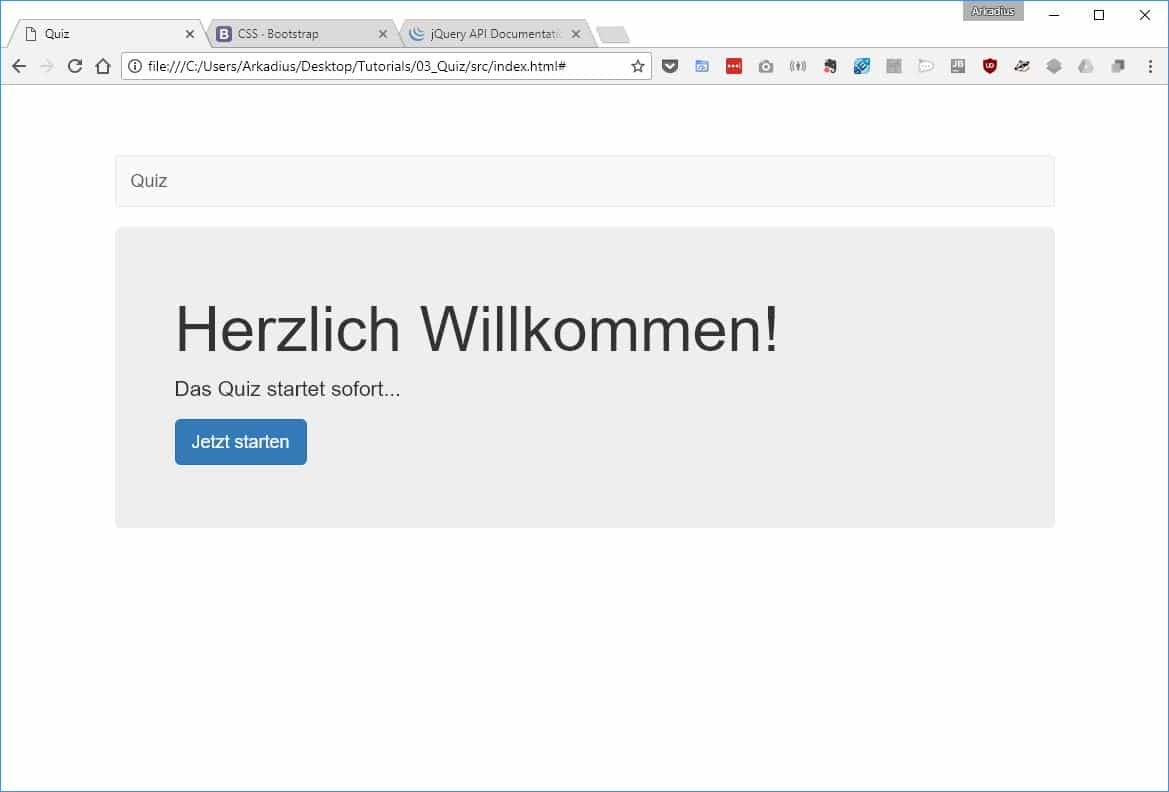 Arkadius
Quiz
CSS · Bootstrap
jQuery API Documentatio
file:///C:/Users/Arkadius/Desktop/Tutorials/03_Quiz/src/index.html#
JB
Quiz
Herzlich Willkommen!
Das Quiz startet sofort...
Jetzt starten